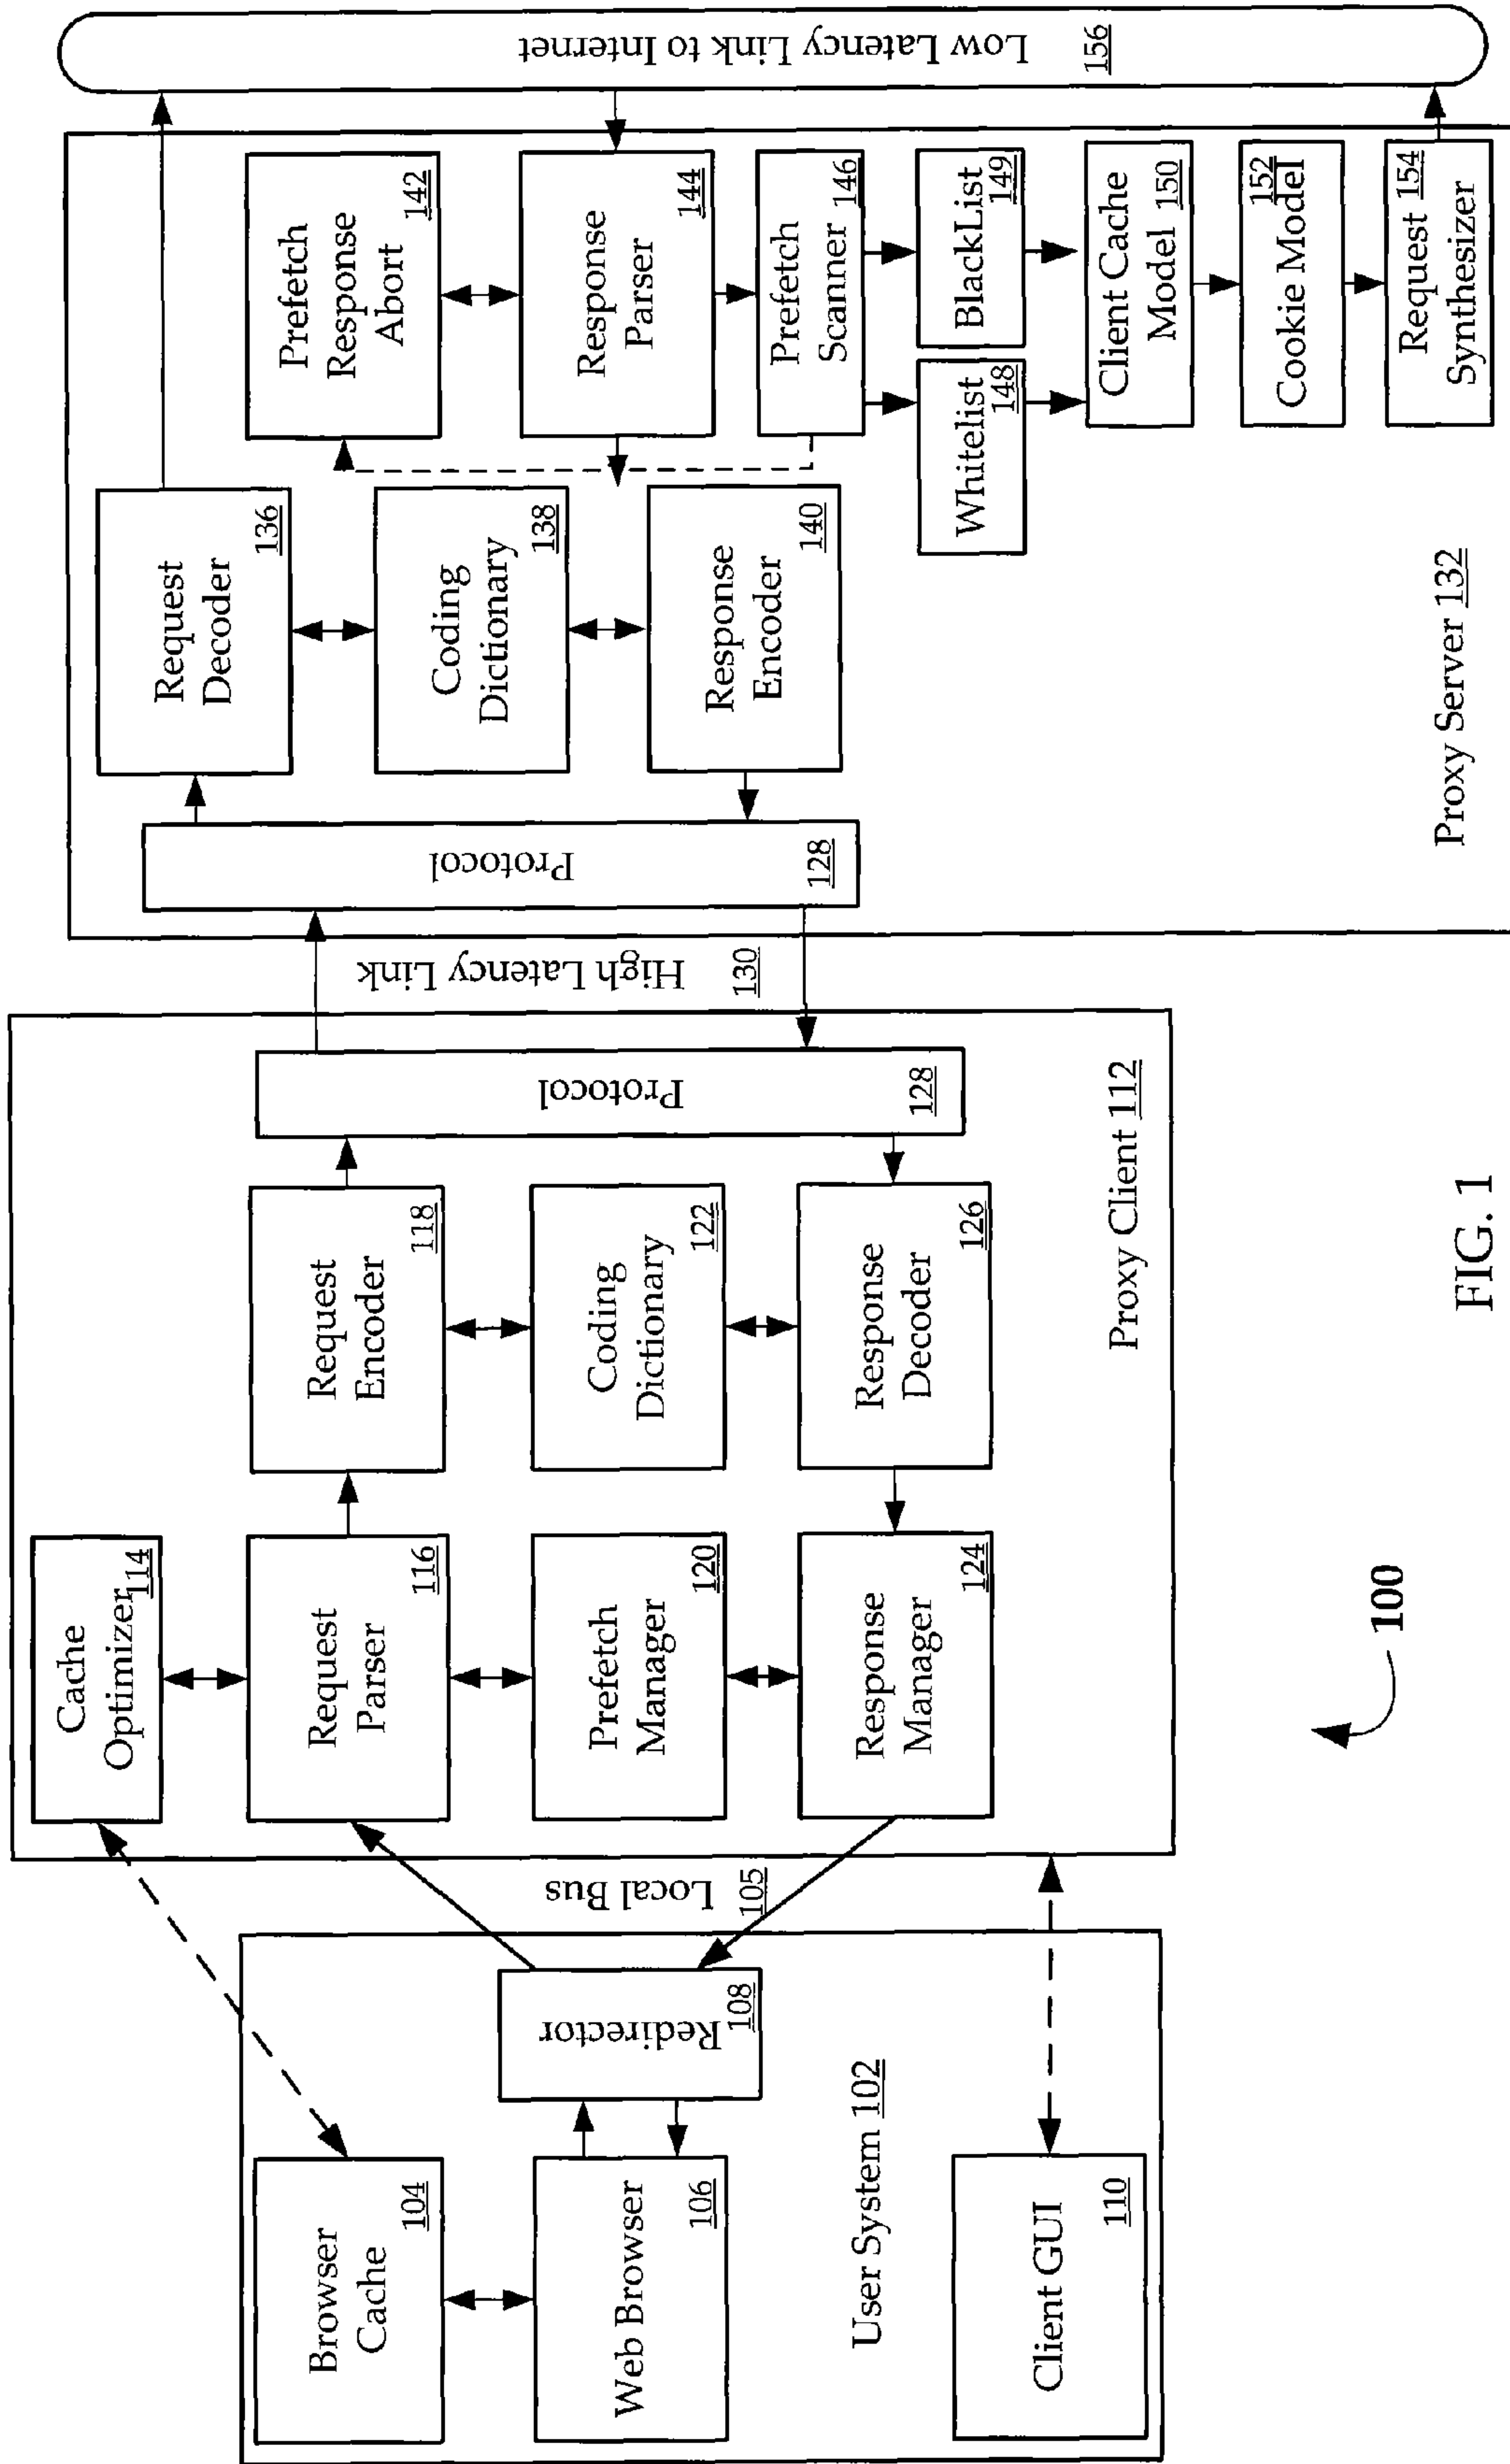 Browser
Cache
104
Web Browser
106
Redirector
108
User System 102
Client GUI
110
Local Bus
105
Cache
Optimizer
114
Request
Parser
116
Prefetch
Manager
120
Response
Manager
124
Request
Encoder
118
Coding
Dictionary
122
Response
Decoder
126
Protocol
128
Proxy Client 112
High Latency Link
130
Protocol
128
Request
Decoder
136
Coding
Dictionary
138
Response
Encoder
140
Prefetch
Response
Abort
142
Response
Parser
144
Prefetch
Scanner 146
Whitelist
148
BlackList
149
Client Cache
Model 150
152
Cookie Model
Request 154
Synthesizer
Proxy Server 132
Low Latency Link to Internet
156
100
FIG. 1